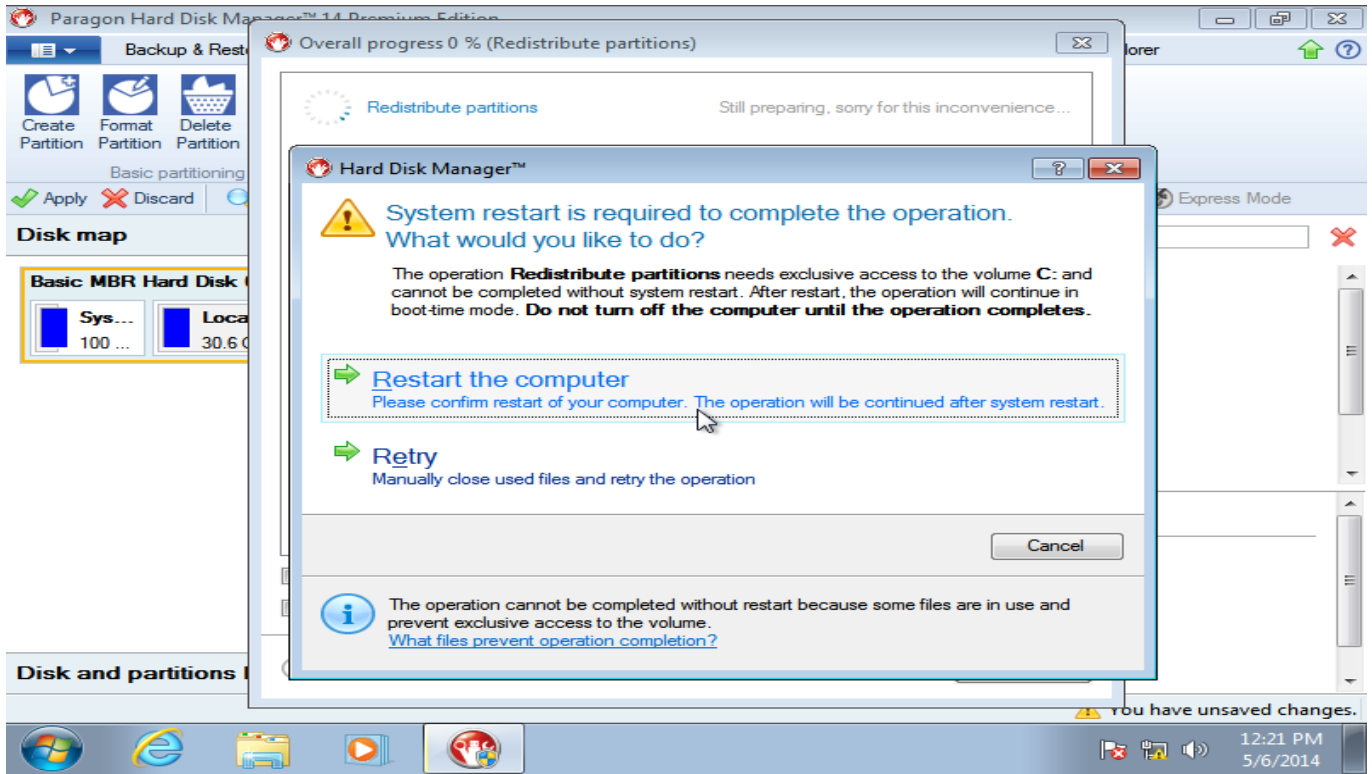 Paragon Hard Disk Manager™ 14 Premium Edition
Backup & Rest
lorer
Create Partition
Format Partition
Delete Partition
Basic partitioning
Apply Discard
Express Mode
Disk map
Basic MBR Hard Disk
Sys...
100 ...
Loca
30.6
Disk and partitions
You have unsaved changes.
Overall progress 0 % (Redistribute partitions)
Redistribute partitions
Still preparing, sorry for this inconvenience...
Hard Disk Manager™
System restart is required to complete the operation.
What would you like to do?
The operation Redistribute partitions needs exclusive access to the volume C: and
cannot be completed without system restart. After restart, the operation will continue in
boot-time mode. Do not turn off the computer until the operation completes.
Restart the computer
Please confirm restart of your computer. The operation will be continued after system restart.
Retry
Manually close used files and retry the operation
Cancel
The operation cannot be completed without restart because some files are in use and
prevent exclusive access to the volume.
What files prevent operation completion?
12:21 PM
5/6/2014